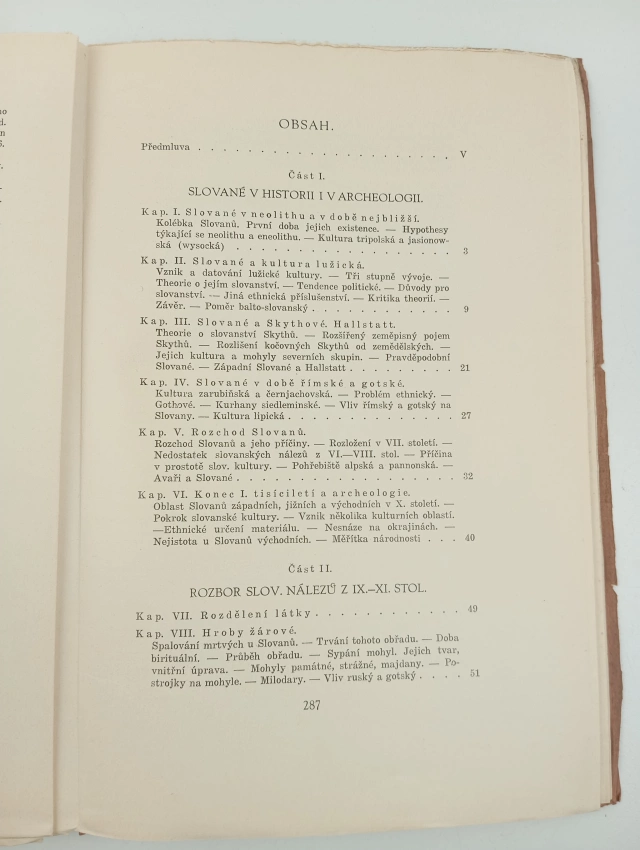 OBSAH.
Předmluva . . . . . . . . . . . . . . . . . . . . . V
Část I.
SLOVANÉ V HISTORII I V ARCHEOLOGII.
Kap. I. Slované v neolithu a v době nejbližší.
Kolébka Slovanů. První doba jejich existence. — Hypothesy
týkající se neolithu a eneolithu. — Kultura tripolská a jasionow-
ská (wysocká) . . . . . . . . . . . . . . . . . 3
Kap. II. Slované a kultura lužická.
Vznik a datování lužické kultury. — Tři stupně vývoje. —
Theorie o jejím slovanství. — Tendence politické. — Důvody pro
slovanství. — Jiná ethnická příslušenství. — Kritika theorií. —
Závěr. — Poměr balto-slovanský . . . . . . . . . . . 9
Kap. III. Slované a Skythové. Hallstatt.
Theorie o slovanství Skythů. — Rozšířený zeměpisný pojem
Skythů. — Rozlišení kočovných Skythů od zemědělských. —
Jejich kultura a mohyly severních skupin. — Pravděpodobní
Slované. — Západní Slované a Hallstatt . . . . . . . . . 21
Kap. IV. Slované v době římské a gotské.
Kultura zarubiňská a černjachovská. — Problém ethnický. —
Gothové. — Kurhany siedleminské. — Vliv římský a gotský na
Slovany. — Kultura lipická . . . . . . . . . . . . . . 27
Kap. V. Rozchod Slovanů.
Rozchod Slovanů a jeho příčiny. — Rozložení v VII. století. —
Nedostatek slovanských nálezů z VI.—VIII. stol. — Příčina
v prostotě slov. kultury. — Pohřebiště alpská a pannonská. —
Avaři a Slované . . . . . . . . . . . . . . . . . 32
Kap. VI. Konec I. tisíciletí a archeologie.
Oblast Slovanů západních, jižních a východních v X. století. —
Pokrok slovanské kultury. — Vznik několika kulturních oblastí.
—Ethnické určení materiálu. — Nesnáze na okrajinách. —
Nejistota u Slovanů východních. — Měřítka národnosti . . . 40
Část II.
ROZBOR SLOV. NÁLEZŮ Z IX.—XI. STOL.
Kap. VII. Rozdělení látky . . . . . . . . . . . . 49
Kap. VIII. Hroby žárové.
Spalování mrtvých u Slovanů. — Trvání tohoto obřadu. — Doba
birituální. — Průběh obřadu. — Sypání mohyl. Jejich tvar,
vnitřní úprava. — Mohyly památné, strážné, majdany. — Po-
strojky na mohyle. — Milodary. — Vliv ruský a gotský . . . . 51
287